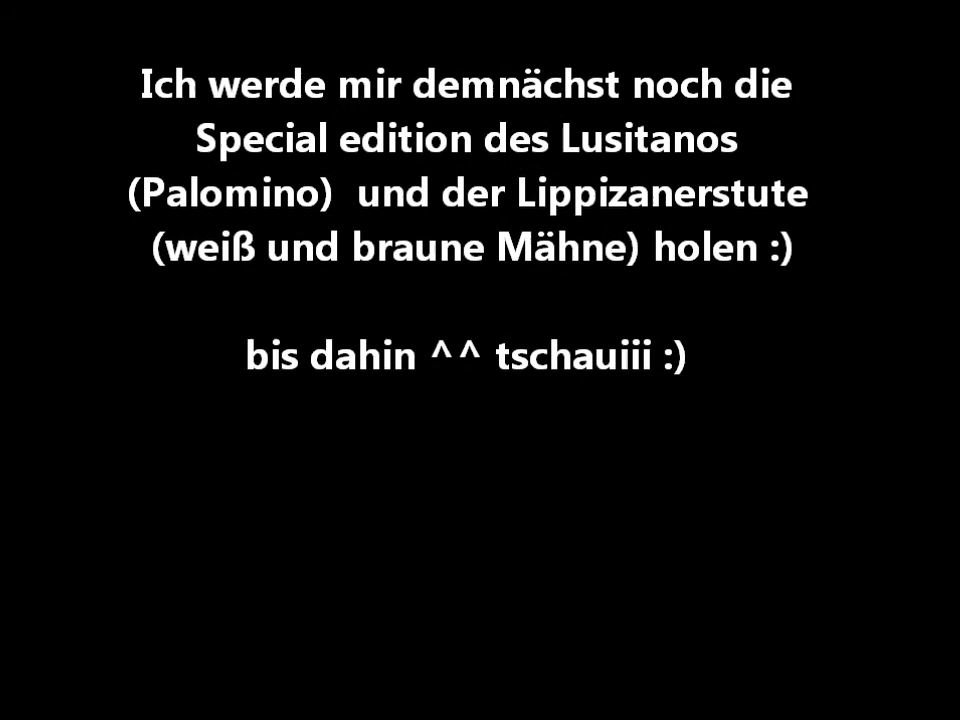 Ich werde mir demnächst noch die
Special edition des Lusitanos
(Palomino)  und der Lippizanerstute
(weiß und braune Mähne) holen :)
bis dahin ^^ tschauiii :)